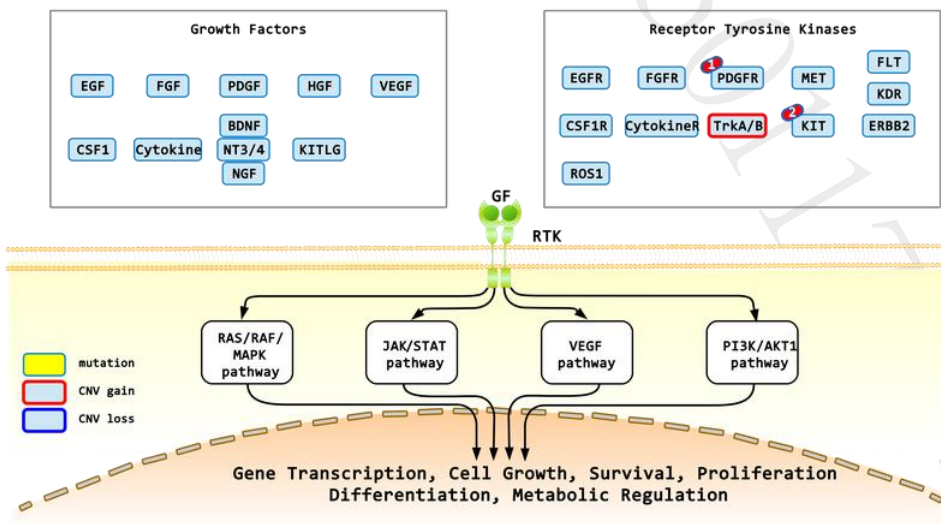 Growth Factors
EGF FGF PDGF HGF VEGF
BDNF
CSF1 Cytokine NT3/4 KITLG
NGF
Receptor Tyrosine Kinases
FLT
EGFR FGFR 1 PDGFR MET
KDR
CSF1R CytokineR TrkA/B 2 KIT ERBB2
ROS1
GF
RTK
RAS/RAF/
MAPK
pathway
JAK/STAT
pathway
VEGF
pathway
PI3K/AKT1
pathway
mutation
CNV gain
CNV loss
Gene Transcription, Cell Growth, Survival, Proliferation
Differentiation, Metabolic Regulation